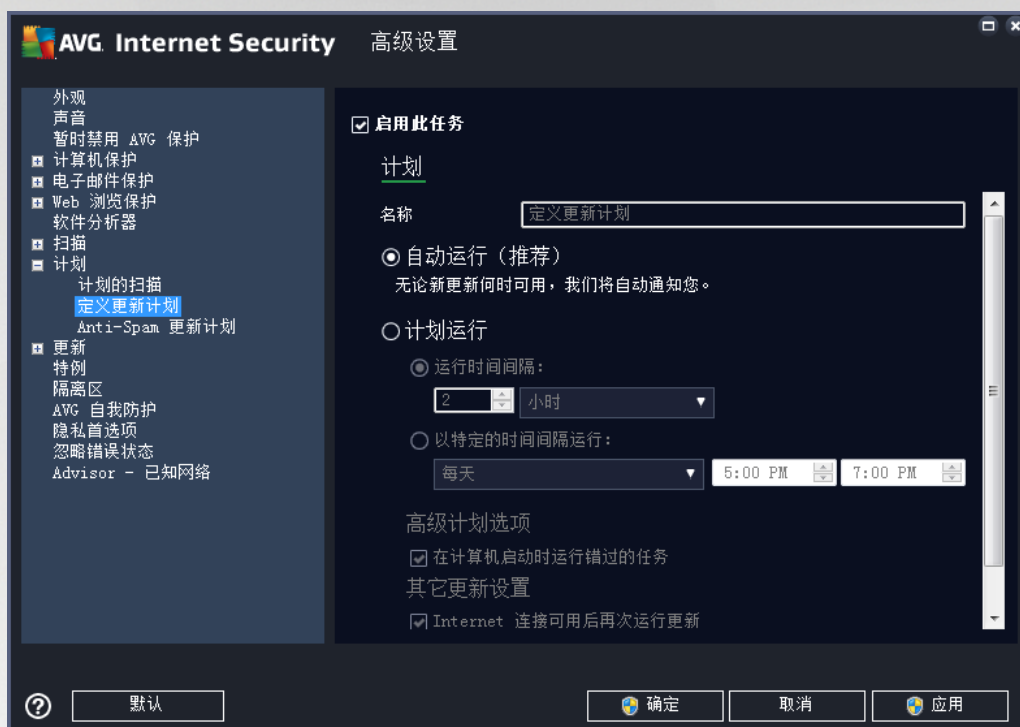 AVG. Internet Security 高级设置
外观
声音
暂时禁用 AVG 保护
计算机保护
电子邮件保护
Web 浏览保护
软件分析器
扫描
计划
计划的扫描
定义更新计划
Anti-Spam 更新计划
更新
特例
隔离区
AVG 自我防护
隐私首选项
忽略错误状态
Advisor - 已知网络
启用此任务
计划
名称 定义更新计划
自动运行（推荐）
无论新更新何时可用，我们将自动通知您。
计划运行
运行时间间隔：
2 小时
以特定的时间间隔运行：
每天 5:00 PM 7:00 PM
高级计划选项
在计算机启动时运行错过的任务
其它更新设置
Internet 连接可用后再次运行更新
? 默认 确定 取消 应用